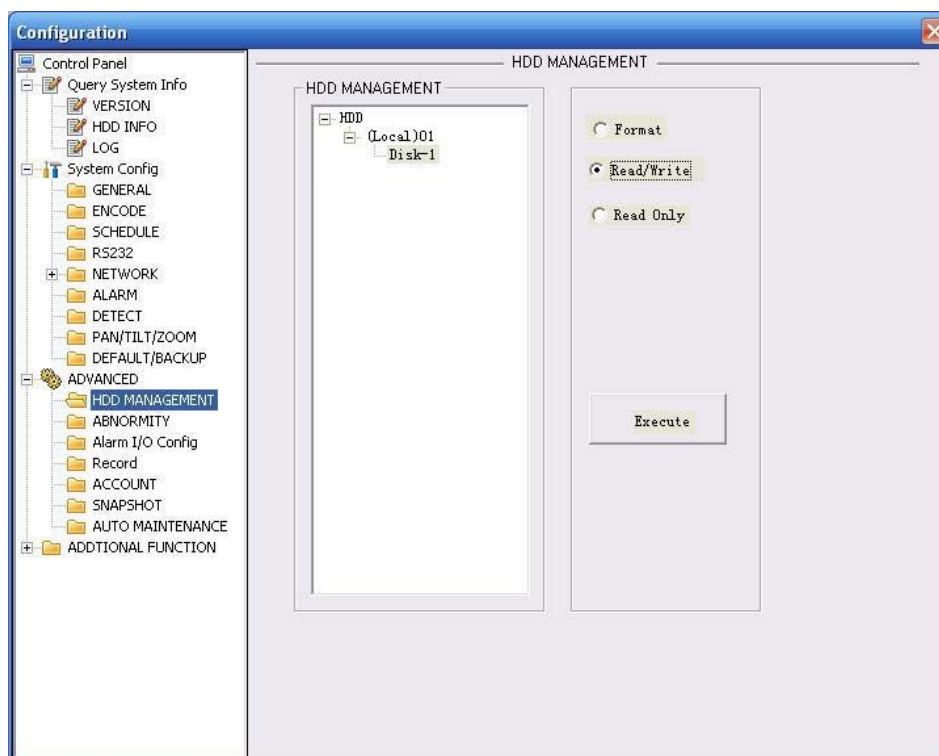 Configuration
Control Panel
Query System Info
VERSION
HDD INFO
LOG
System Config
GENERAL
ENCODE
SCHEDULE
RS232
NETWORK
ALARM
DETECT
PAN/TILT/ZOOM
DEFAULT/BACKUP
ADVANCED
HDD MANAGEMENT
ABNORMITY
Alarm I/O Config
Record
ACCOUNT
SNAPSHOT
AUTO MAINTENANCE
ADDTIONAL FUNCTION
HDD MANAGEMENT
HDD MANAGEMENT
HDD
(Local)01
Disk-1
Format
Read/Write
Read Only
Execute